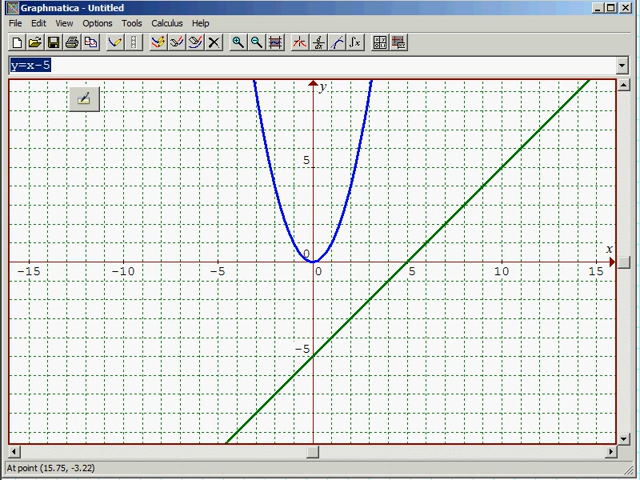 Graphmatica - Untitled
File Edit View Options Tools Calculus Help
y=x-5
y
5
0
x
-15 -10 -5 0 5 10 15
-5
At point (15.75, -3.22)